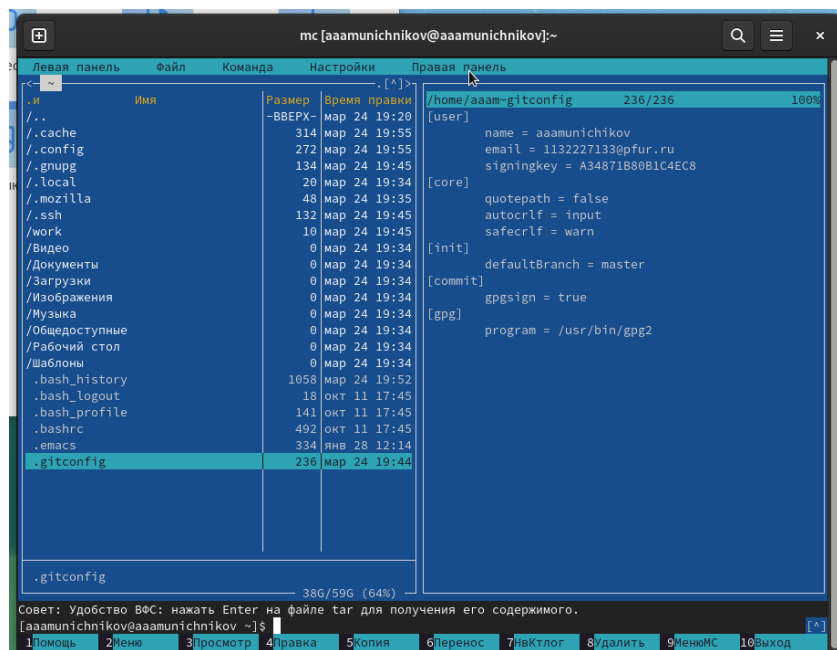 mc [aaamunichnikov@aaamunichnikov]:~
Левая панель Файл Команда Настройки Правая панель
<— ~ .[^]>
.и Имя Размер Время правки
/.. -ВВЕРХ- мар 24 19:20
/.cache 314 мар 24 19:55
/.config 272 мар 24 19:55
/.gnupg 134 мар 24 19:45
/.local 20 мар 24 19:34
/.mozilla 48 мар 24 19:35
/.ssh 132 мар 24 19:45
/work 10 мар 24 19:45
/Видео 0 мар 24 19:34
/Документы 0 мар 24 19:34
/Загрузки 0 мар 24 19:34
/Изображения 0 мар 24 19:34
/Музыка 0 мар 24 19:34
/Общедоступные 0 мар 24 19:34
/Рабочий стол 0 мар 24 19:34
/Шаблоны 0 мар 24 19:34
.bash_history 1058 мар 24 19:52
.bash_logout 18 окт 11 17:45
.bash_profile 141 окт 11 17:45
.bashrc 492 окт 11 17:45
.emacs 334 янв 28 12:14
.gitconfig 236 мар 24 19:44
.gitconfig
38G/59G (64%)
/home/aaam~gitconfig 236/236 100%
[user]
name = aaamunichikov
email = 1132227133@pfur.ru
signingkey = A34871B80B1C4EC8
[core]
quotepath = false
autocrlf = input
safecrlf = warn
[init]
defaultBranch = master
[commit]
gpgsign = true
[gpg]
program = /usr/bin/gpg2
Совет: Удобство ВФС: нажать Enter на файле tar для получения его содержимого.
[aaamunichnikov@aaamunichnikov ~]$ [^]
1Помощь 2Меню 3Просмотр 4Правка 5Копия 6Перенос 7НвКтлог 8Удалить 9МенюМС 10Выход